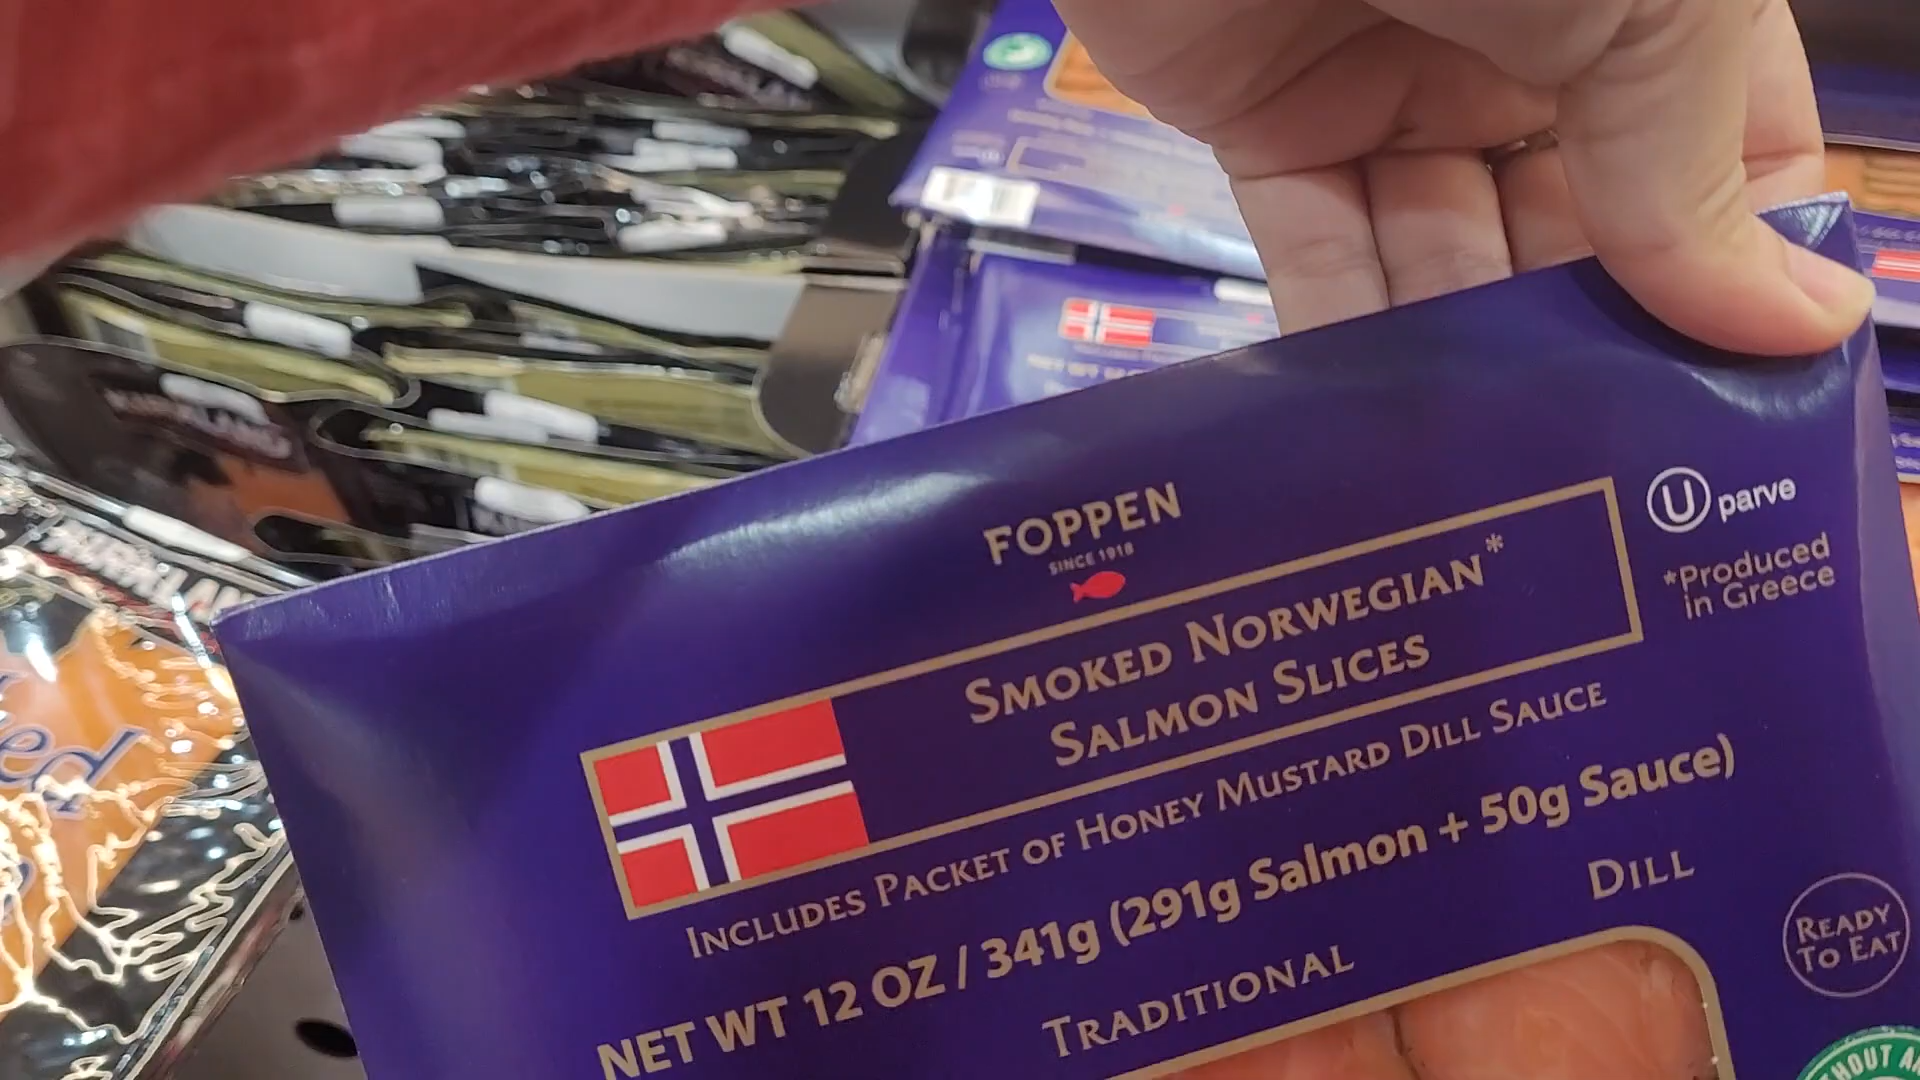 FOPPEN
SINCE 1918
SMOKED NORWEGIAN*
SALMON SLICES
U parve
*Produced
in Greece
INCLUDES PACKET OF HONEY MUSTARD DILL SAUCE
NET WT 12 OZ / 341g (291g Salmon + 50g Sauce)
TRADITIONAL
DILL
READY
TO EAT
KIRKLAND